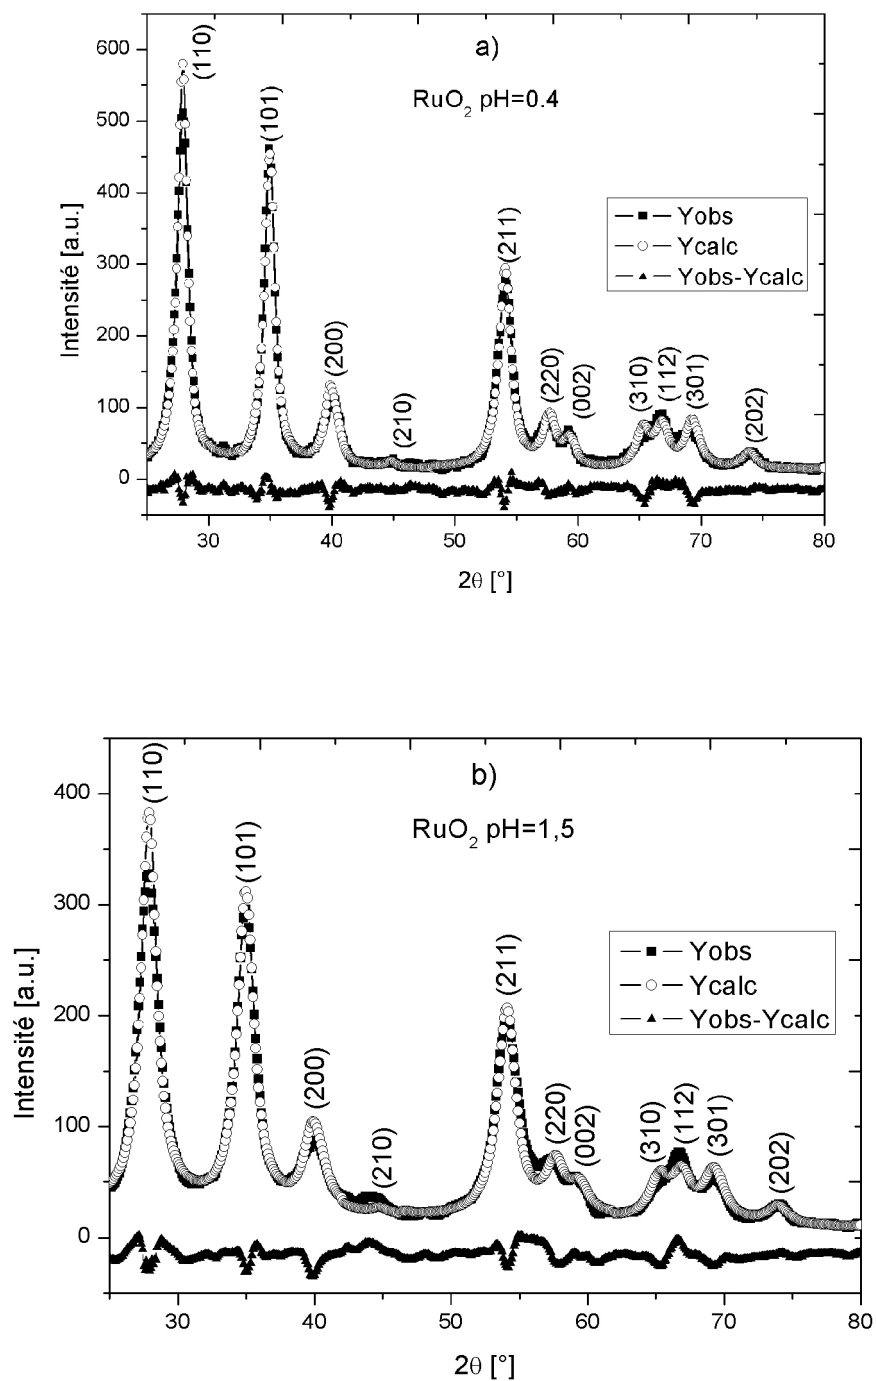 a)
RuO2 pH=0.4
(110)
(101)
(200)
(210)
(211)
(220)
(002)
(310)
(112)
(301)
(202)
Yobs
Ycalc
Yobs-Ycalc
Intensité [a.u.]
600
500
400
300
200
100
0
30 40 50 60 70 80
2θ [°]
b)
RuO2 pH=1,5
(110)
(101)
(200)
(210)
(211)
(220)
(002)
(310)
(112)
(301)
(202)
Yobs
Ycalc
Yobs-Ycalc
Intensité [a.u.]
400
300
200
100
0
30 40 50 60 70 80
2θ [°]